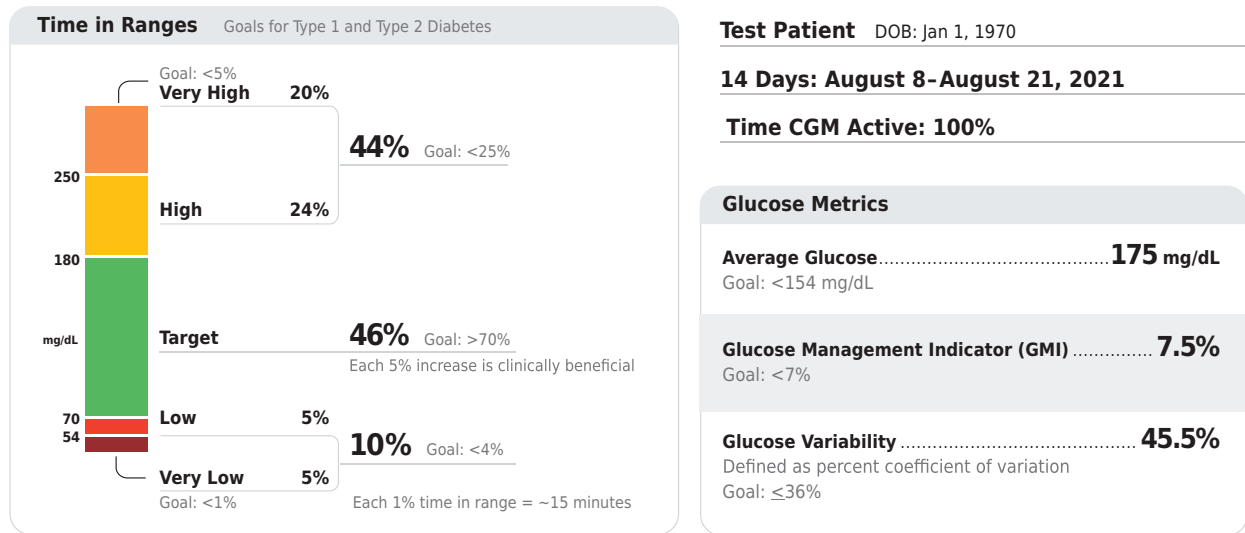 Time in Ranges Goals for Type 1 and Type 2 Diabetes
Goal: <5%
Very High 20%
44% Goal: <25%
250
High 24%
180
mg/dL
Target 46% Goal: >70%
Each 5% increase is clinically beneficial
70
Low 5%
54
10% Goal: <4%
Very Low 5%
Goal: <1%
Each 1% time in range = ~15 minutes
Test Patient DOB: Jan 1, 1970
14 Days: August 8–August 21, 2021
Time CGM Active: 100%
Glucose Metrics
Average Glucose........................................175 mg/dL
Goal: <154 mg/dL
Glucose Management Indicator (GMI)...............7.5%
Goal: <7%
Glucose Variability.........................................45.5%
Defined as percent coefficient of variation
Goal: ≤36%